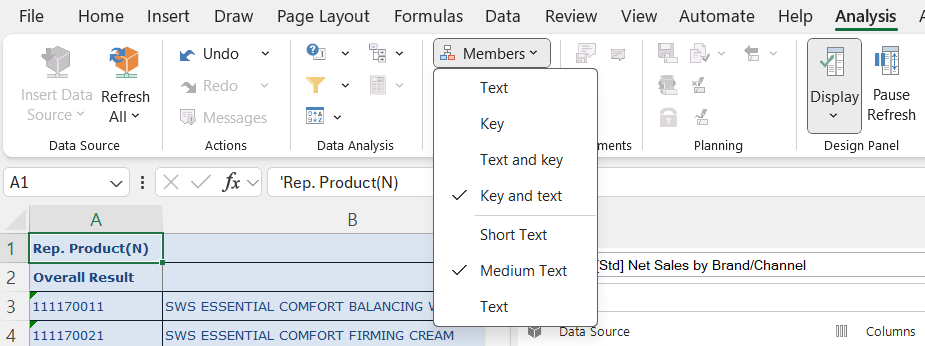 File Home Insert Draw Page Layout Formulas Data Review View Automate Help Analysis
Insert Data Source
Refresh All
Data Source
Undo
Redo
Messages
Actions
Data Analysis
Members
Text
Key
Text and key
Key and text
Short Text
Medium Text
Text
Planning
Display
Pause Refresh
Design Panel
A1
fx
'Rep. Product(N)
A B
1 Rep. Product(N)
2 Overall Result
3 111170011 SWS ESSENTIAL COMFORT BALANCING
4 111170021 SWS ESSENTIAL COMFORT FIRMING CREAM
[Std] Net Sales by Brand/Channel
Data Source
Columns